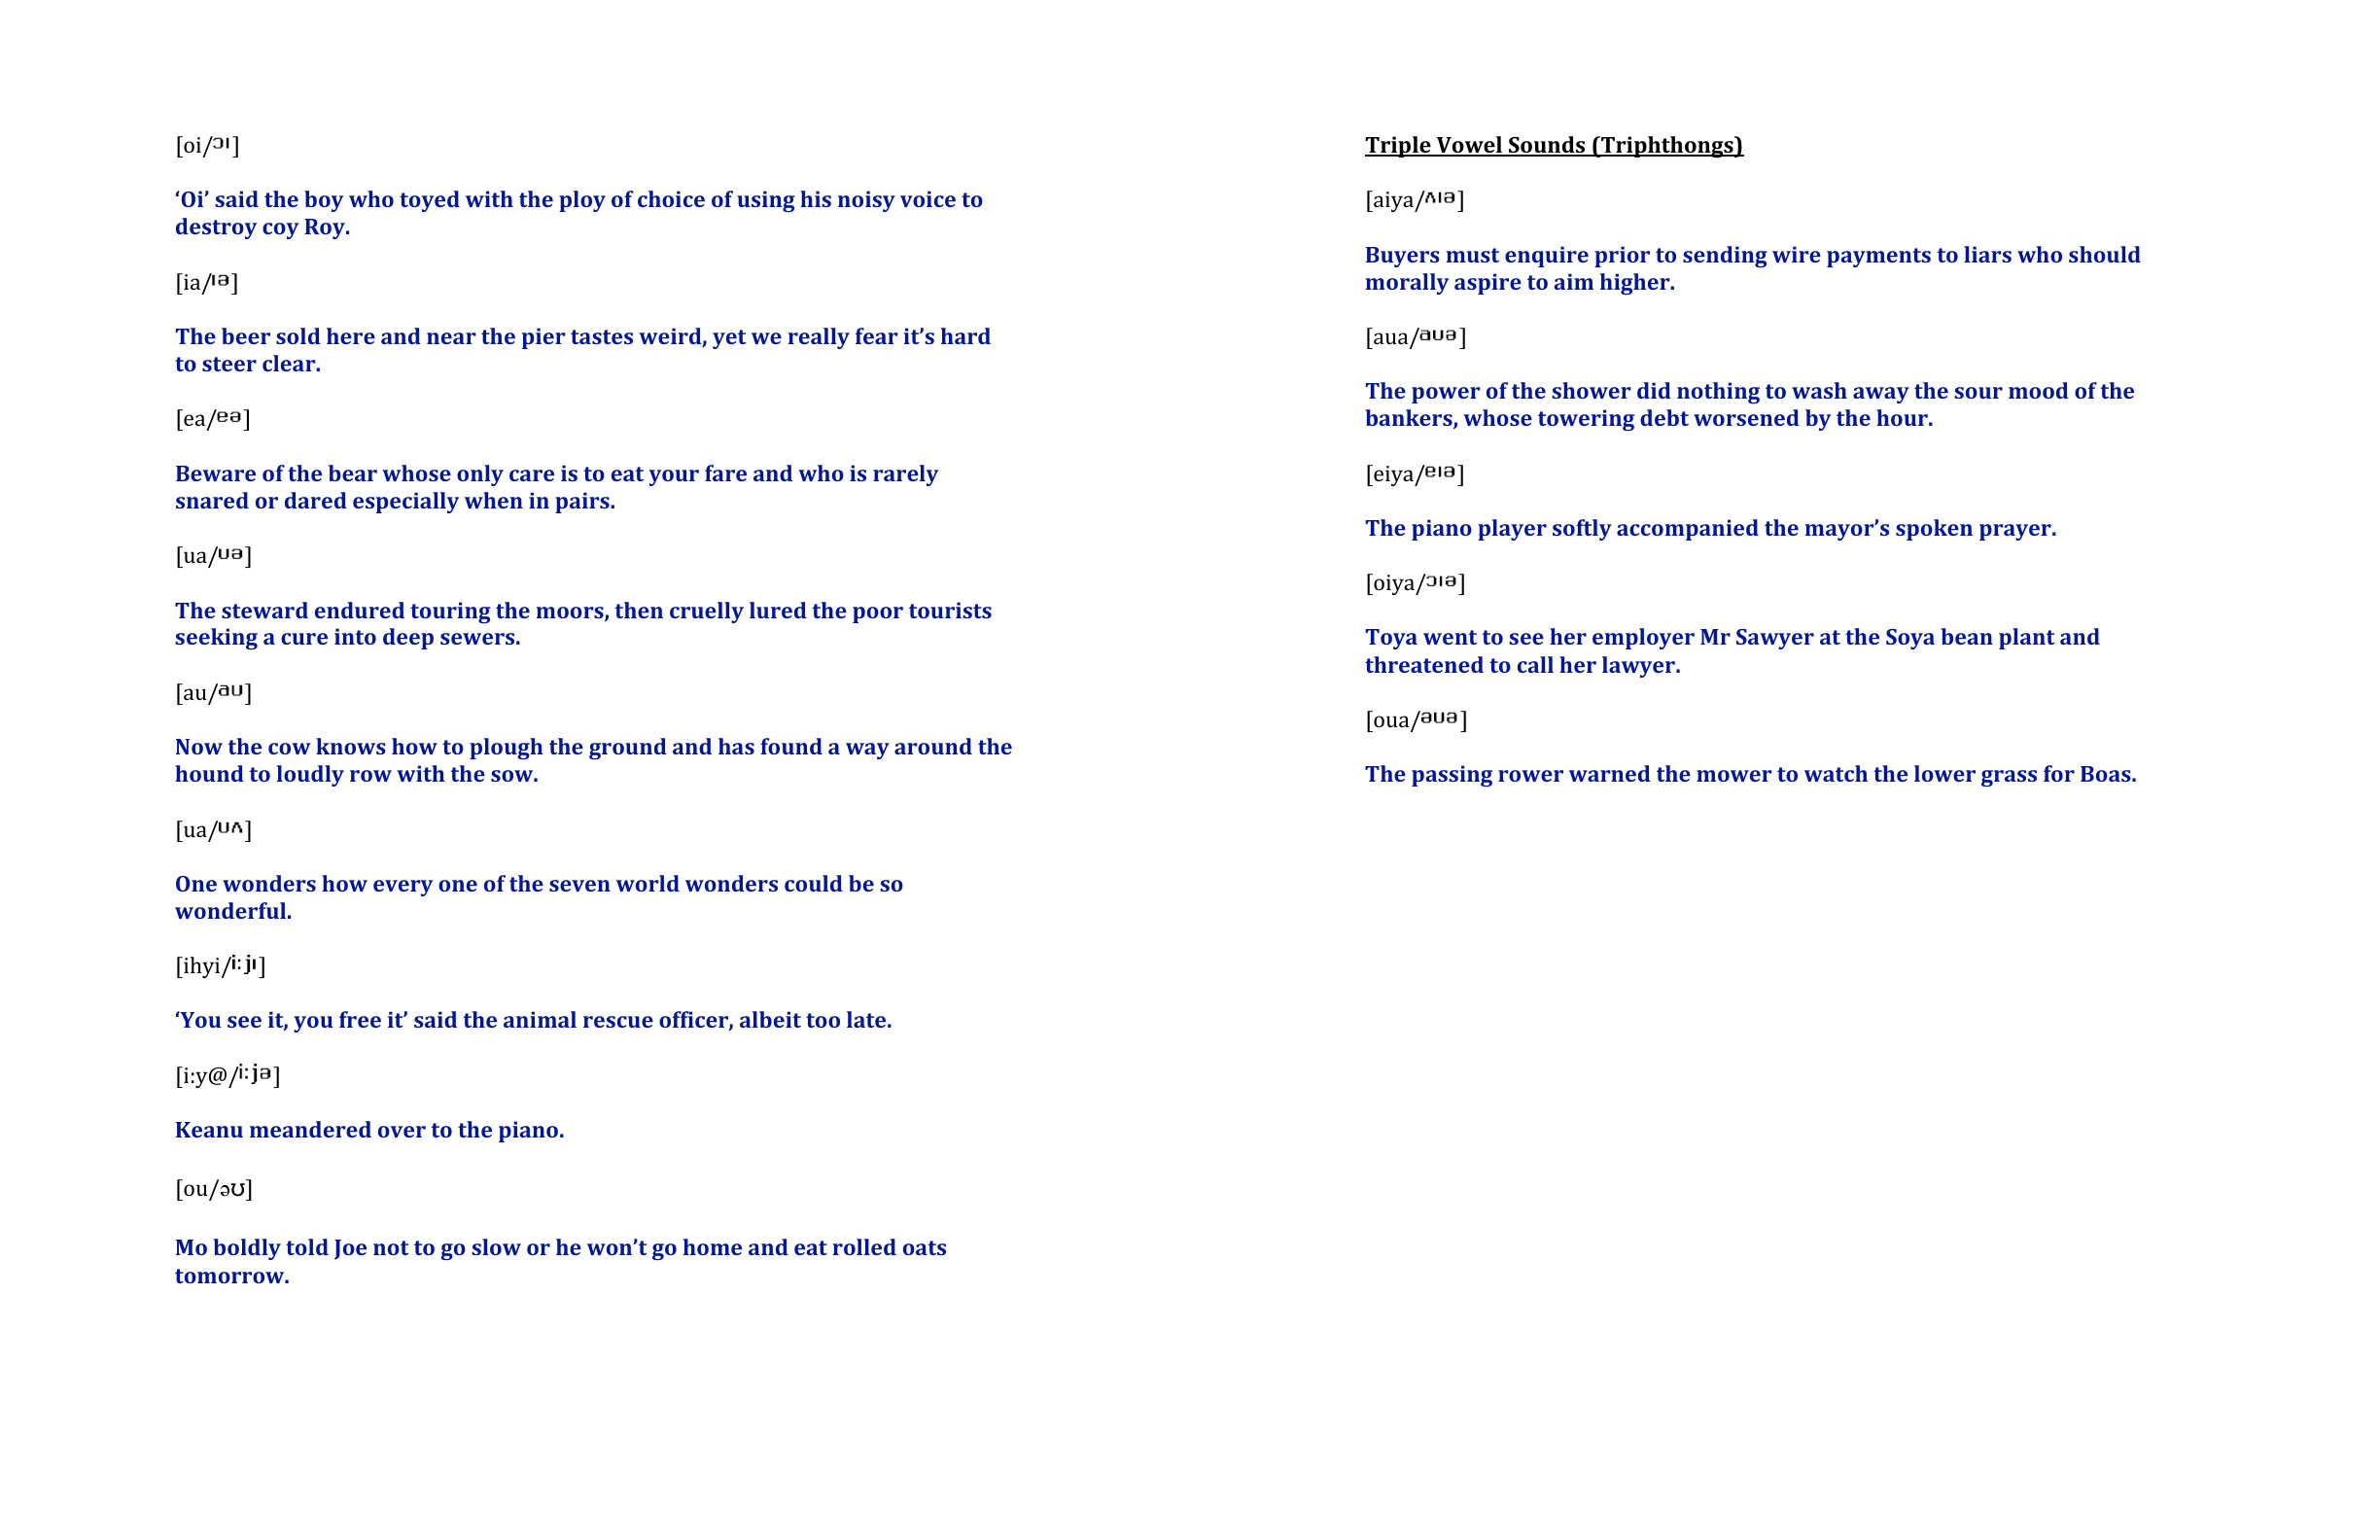 [oi/ɔı]
‘Oi’ said the boy who toyed with the ploy of choice of using his noisy voice to
destroy coy Roy.
[ia/ıə]
The beer sold here and near the pier tastes weird, yet we really fear it’s hard
to steer clear.
[ea/ɐə]
Beware of the bear whose only care is to eat your fare and who is rarely
snared or dared especially when in pairs.
[ua/ʊə]
The steward endured touring the moors, then cruelly lured the poor tourists
seeking a cure into deep sewers.
[au/aʊ]
Now the cow knows how to plough the ground and has found a way around the
hound to loudly row with the sow.
[ua/ʊʌ]
One wonders how every one of the seven world wonders could be so
wonderful.
[ihyi/i:jı]
‘You see it, you free it’ said the animal rescue officer, albeit too late.
[i:y@/i:jə]
Keanu meandered over to the piano.
[ou/əʊ]
Mo boldly told Joe not to go slow or he won’t go home and eat rolled oats
tomorrow.
Triple Vowel Sounds (Triphthongs)
[aiya/ʌıə]
Buyers must enquire prior to sending wire payments to liars who should
morally aspire to aim higher.
[aua/aʊə]
The power of the shower did nothing to wash away the sour mood of the
bankers, whose towering debt worsened by the hour.
[eiya/ɐıə]
The piano player softly accompanied the mayor’s spoken prayer.
[oiya/ɔıə]
Toya went to see her employer Mr Sawyer at the Soya bean plant and
threatened to call her lawyer.
[oua/əʊə]
The passing rower warned the mower to watch the lower grass for Boas.